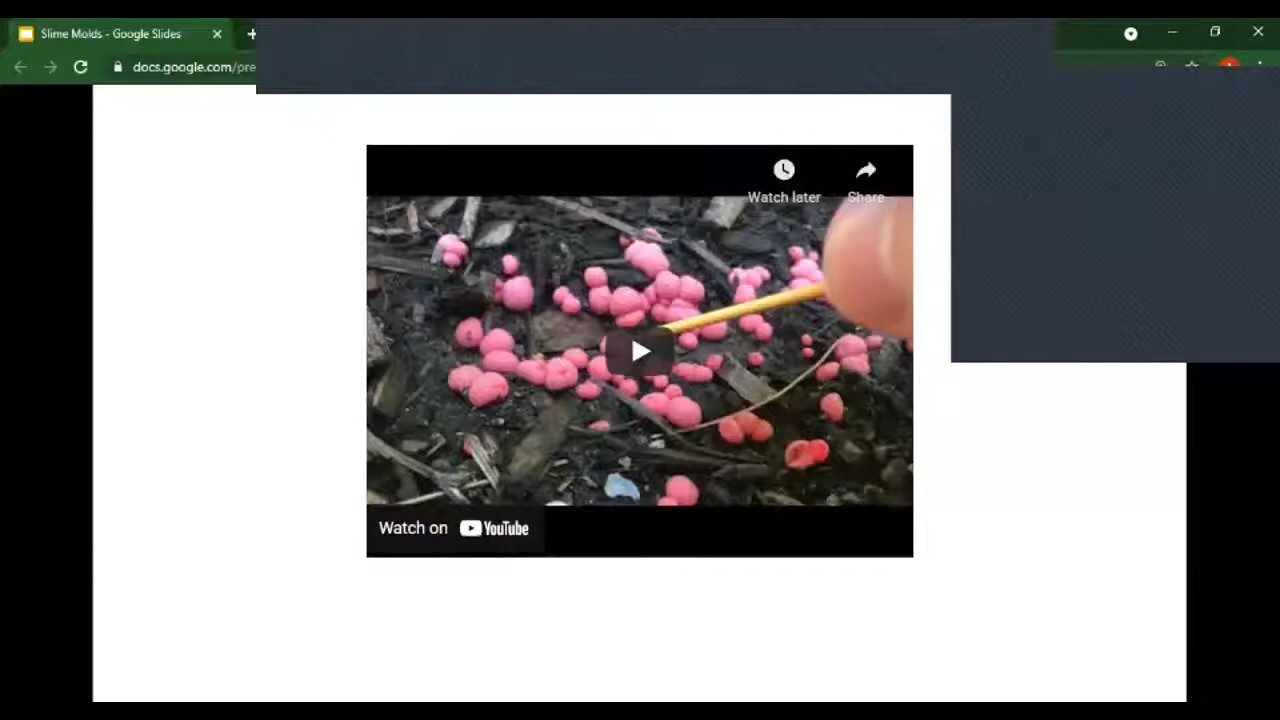 Slime Molds - Google Slides
docs.google.com/pre
Watch later
Share
Watch on YouTube